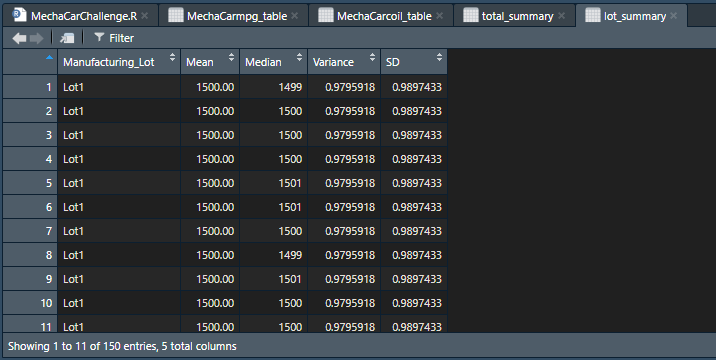 MechaCarChallenge.R MechaCarmpg_table MechaCarcoil_table total_summary lot_summary
Filter
Manufacturing_Lot Mean Median Variance SD
1 Lot1 1500.00 1499 0.9795918 0.9897433
2 Lot1 1500.00 1500 0.9795918 0.9897433
3 Lot1 1500.00 1500 0.9795918 0.9897433
4 Lot1 1500.00 1500 0.9795918 0.9897433
5 Lot1 1500.00 1501 0.9795918 0.9897433
6 Lot1 1500.00 1501 0.9795918 0.9897433
7 Lot1 1500.00 1500 0.9795918 0.9897433
8 Lot1 1500.00 1499 0.9795918 0.9897433
9 Lot1 1500.00 1501 0.9795918 0.9897433
10 Lot1 1500.00 1500 0.9795918 0.9897433
11 Lot1 1500.00 1500 0.9795918 0.9897433
Showing 1 to 11 of 150 entries, 5 total columns